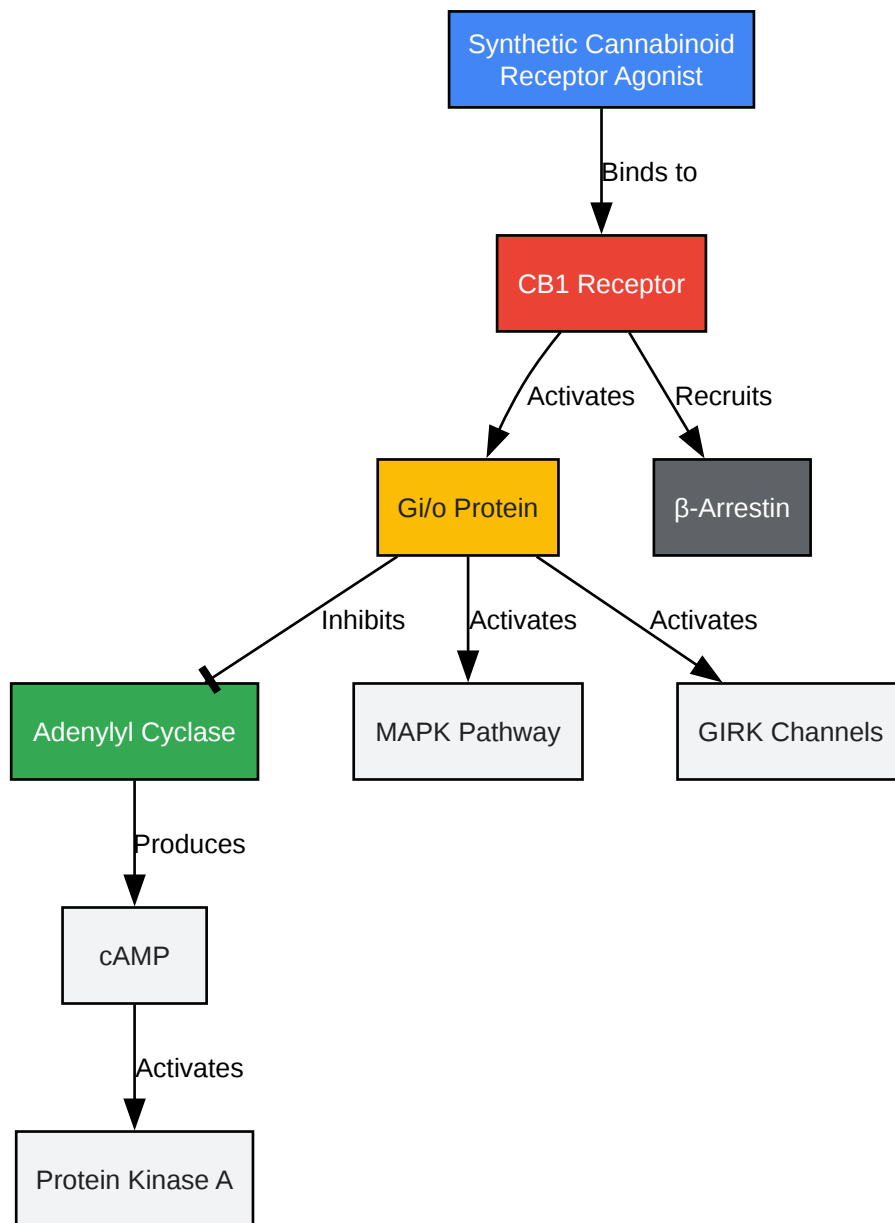 Synthetic Cannabinoid
Receptor Agonist
Binds to
CB1 Receptor
Activates
Recruits
Gi/o Protein
β-Arrestin
Inhibits
Activates
Activates
Adenylyl Cyclase
MAPK Pathway
GIRK Channels
Produces
cAMP
Activates
Protein Kinase A